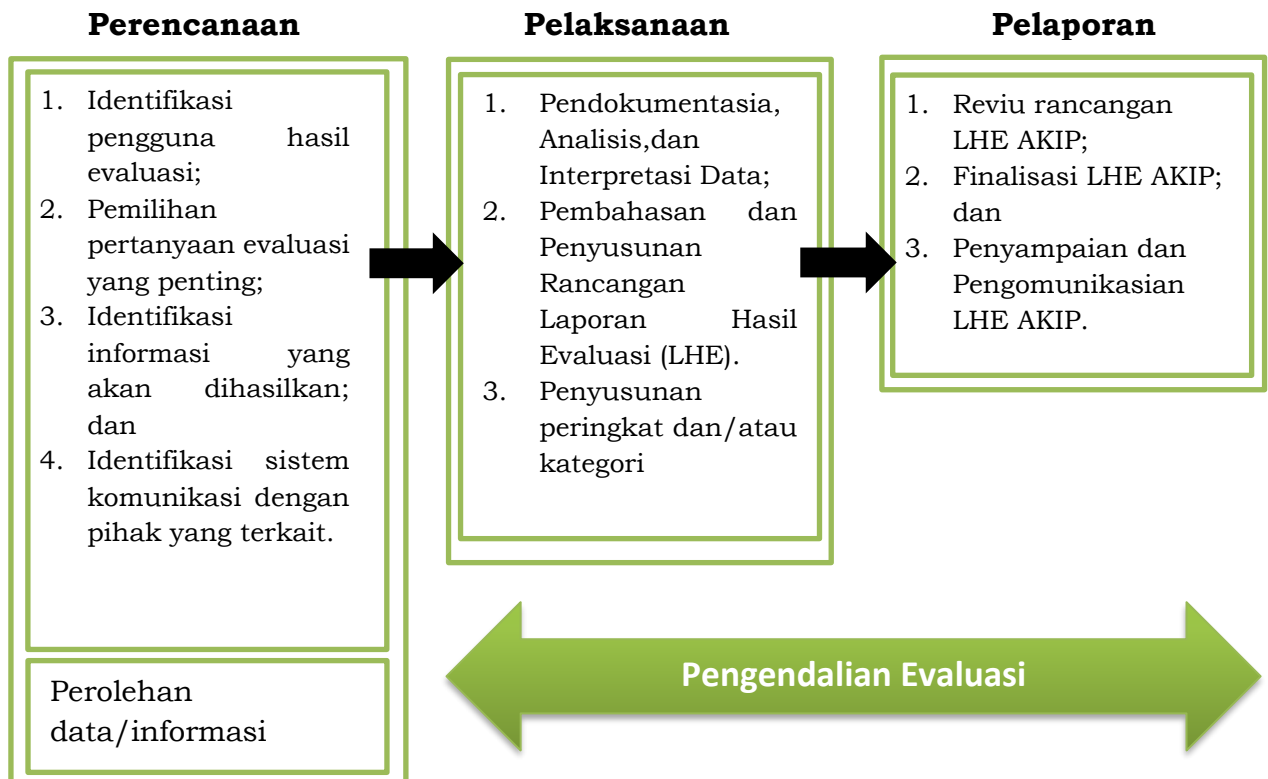 Perencanaan
1. Identifikasi
pengguna hasil
evaluasi;
2. Pemilihan
pertanyaan evaluasi
yang penting;
3. Identifikasi
informasi yang
akan dihasilkan;
dan
4. Identifikasi sistem
komunikasi dengan
pihak yang terkait.
Perolehan
data/informasi
Pelaksanaan
1. Pendokumentasia,
Analisis,dan
Interpretasi Data;
2. Pembahasan dan
Penyusunan
Rancangan
Laporan Hasil
Evaluasi (LHE).
3. Penyusunan
peringkat dan/atau
kategori
Pelaporan
1. Reviu rancangan
LHE AKIP;
2. Finalisasi LHE AKIP;
dan
3. Penyampaian dan
Pengomunikasian
LHE AKIP.
Pengendalian Evaluasi